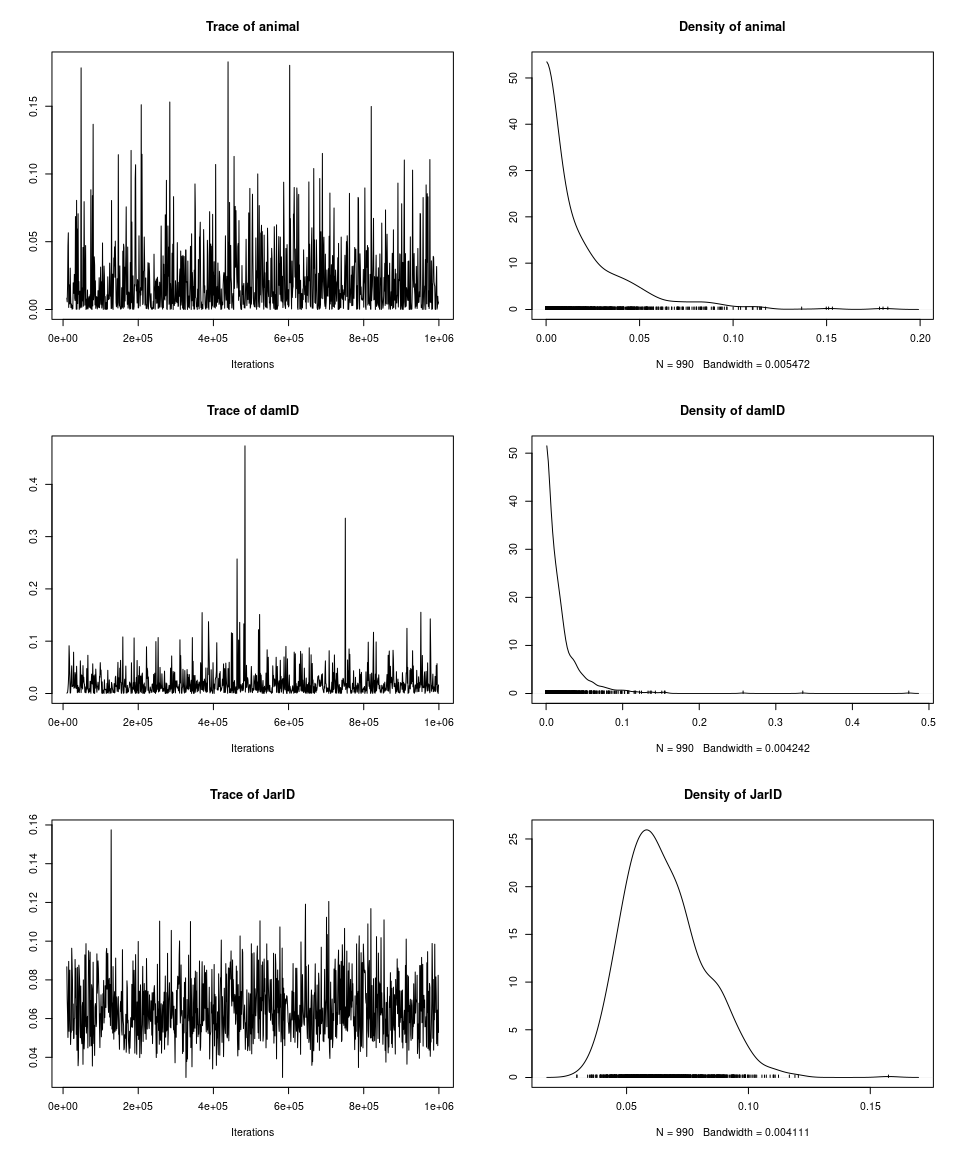 Trace of animal
0.00 0.05 0.10 0.15
0e+00 2e+05 4e+05 6e+05 8e+05 1e+06
Iterations
Density of animal
0 10 20 30 40 50
0.00 0.05 0.10 0.15 0.20
N = 990 Bandwidth = 0.005472
Trace of damID
0.0 0.1 0.2 0.3 0.4
0e+00 2e+05 4e+05 6e+05 8e+05 1e+06
Iterations
Density of damID
0 10 20 30 40 50
0.0 0.1 0.2 0.3 0.4 0.5
N = 990 Bandwidth = 0.004242
Trace of JarID
0.04 0.06 0.08 0.10 0.12 0.14 0.16
0e+00 2e+05 4e+05 6e+05 8e+05 1e+06
Iterations
Density of JarID
0 5 10 15 20 25
0.05 0.10 0.15
N = 990 Bandwidth = 0.004111